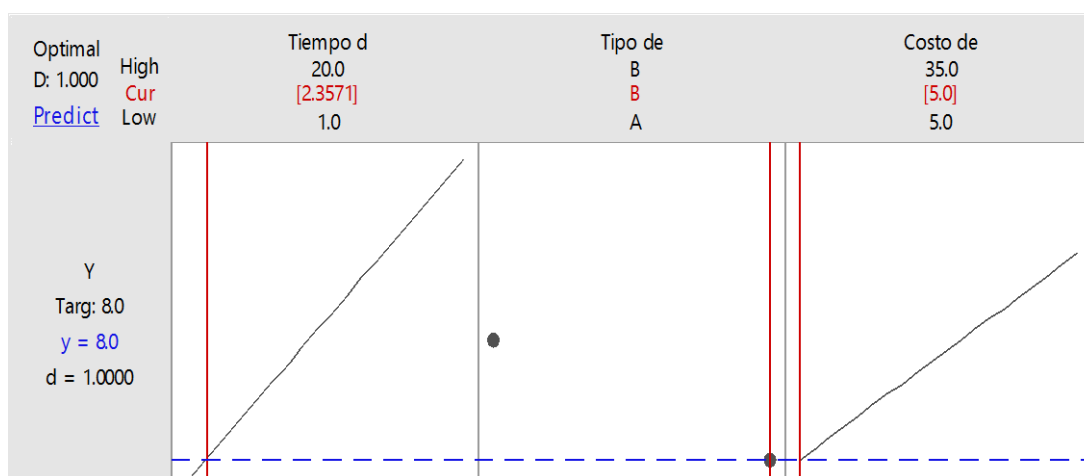 Optimal
D: 1.000
Predict
High
Cur
Low
Tiempo d
20.0
[2.3571]
1.0
Tipo de
B
B
A
Costo de
35.0
[5.0]
5.0
Y
Targ: 8.0
y = 8.0
d = 1.0000